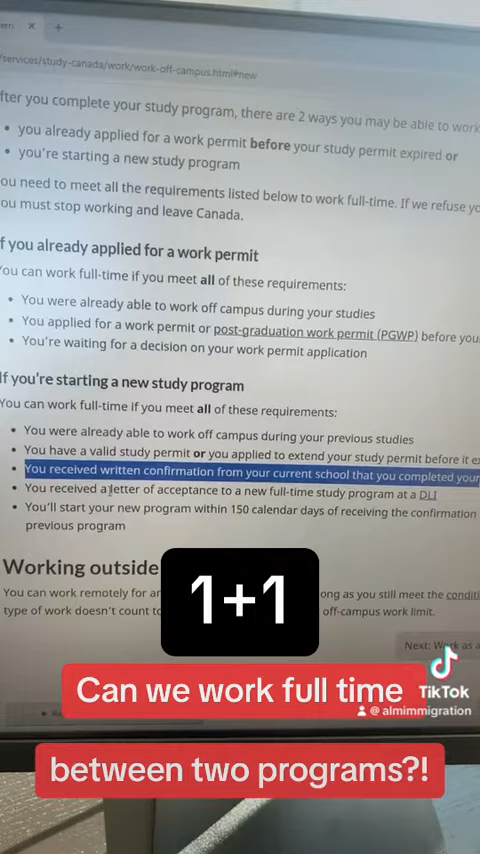 /services/study-canada/work/work-off-campus.html#new
fter you complete your study program, there are 2 ways you may be able to work
• you already applied for a work permit before your study permit expired or
• you're starting a new study program
ou need to meet all the requirements listed below to work full-time. If we refuse yo
ou must stop working and leave Canada.
f you already applied for a work permit
You can work full-time if you meet all of these requirements:
• You were already able to work off campus during your studies
• You applied for a work permit or post-graduation work permit (PGWP) before you
• You're waiting for a decision on your work permit application
If you're starting a new study program
You can work full-time if you meet all of these requirements:
• You were already able to work off campus during your previous studies
• You have a valid study permit or you applied to extend your study permit before it e
• You received written confirmation from your current school that you completed your
• You received a letter of acceptance to a new full-time study program at a DLI
• You'll start your new program within 150 calendar days of receiving the confirmation
previous program
Working outside
You can work remotely for
ong as you still meet the conditi
type of work doesn't count to
off-campus work limit.
1+1
Next: Work as a
Can we work full time
TikTok
@almimmigration
between two programs?!